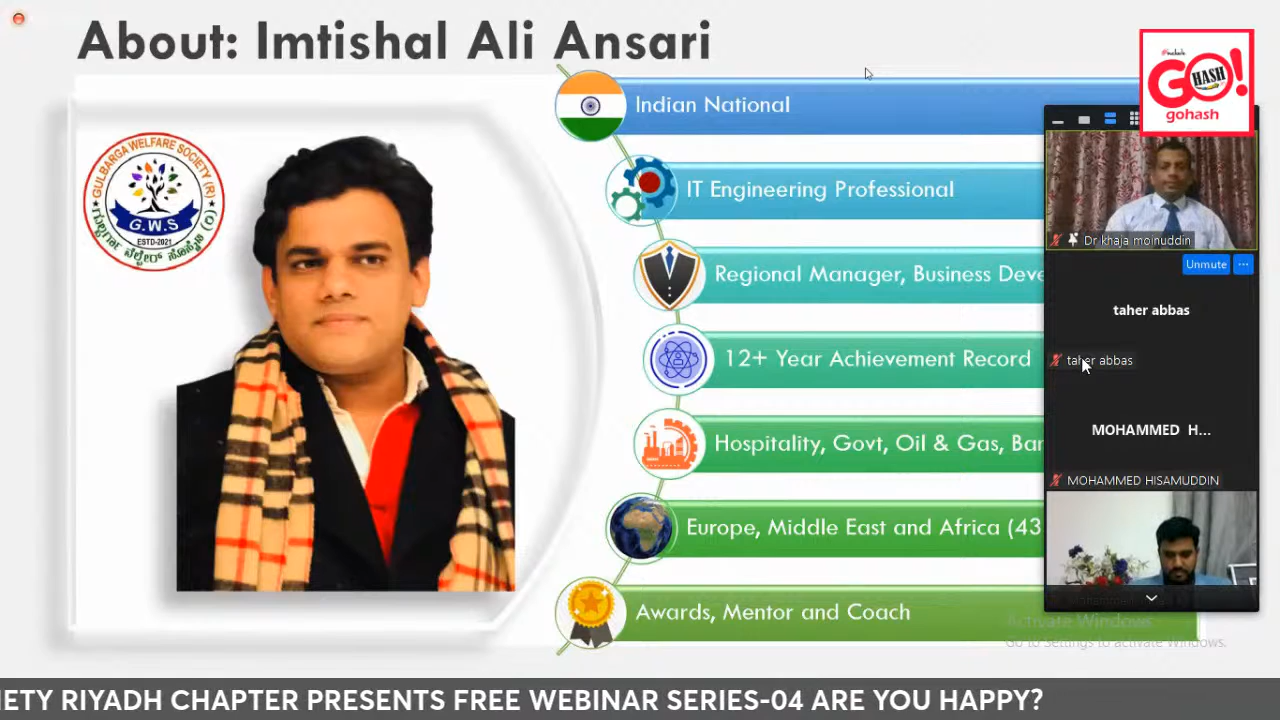 About: Imtishal Ali Ansari
GULBARGA WELFARE SOCIETY (R)
G.W.S
ESTD-2021
ಗುಲ್ಬರ್ಗಾ ವೆಲ್ಫೇರ್ ಸೊಸೈಟಿ (ರಿ)
Indian National
IT Engineering Professional
Regional Manager, Business Deve
12+ Year Achievement Record
Hospitality, Govt, Oil & Gas, Ban
Europe, Middle East and Africa (43
Awards, Mentor and Coach
GO!
HASH
gohash
Dr khaja moinuddin
Unmute
taher abbas
taher abbas
MOHAMMED H...
MOHAMMED HISAMUDDIN
Activate Windows
Go to Settings to activate Windows.
IETY RIYADH CHAPTER PRESENTS FREE WEBINAR SERIES-04 ARE YOU HAPPY?